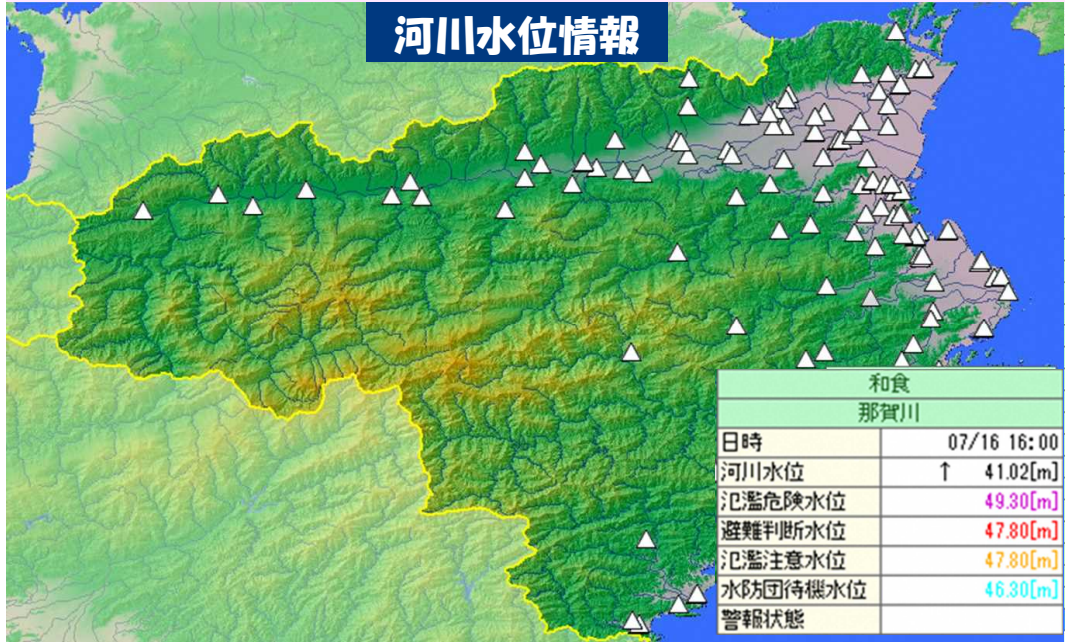 河川水位情報
和食
那賀川
日時 07/16 16:00
河川水位 ↑ 41.02[m]
氾濫危険水位 49.30[m]
避難判断水位 47.80[m]
氾濫注意水位 47.80[m]
水防団待機水位 46.30[m]
警報状態